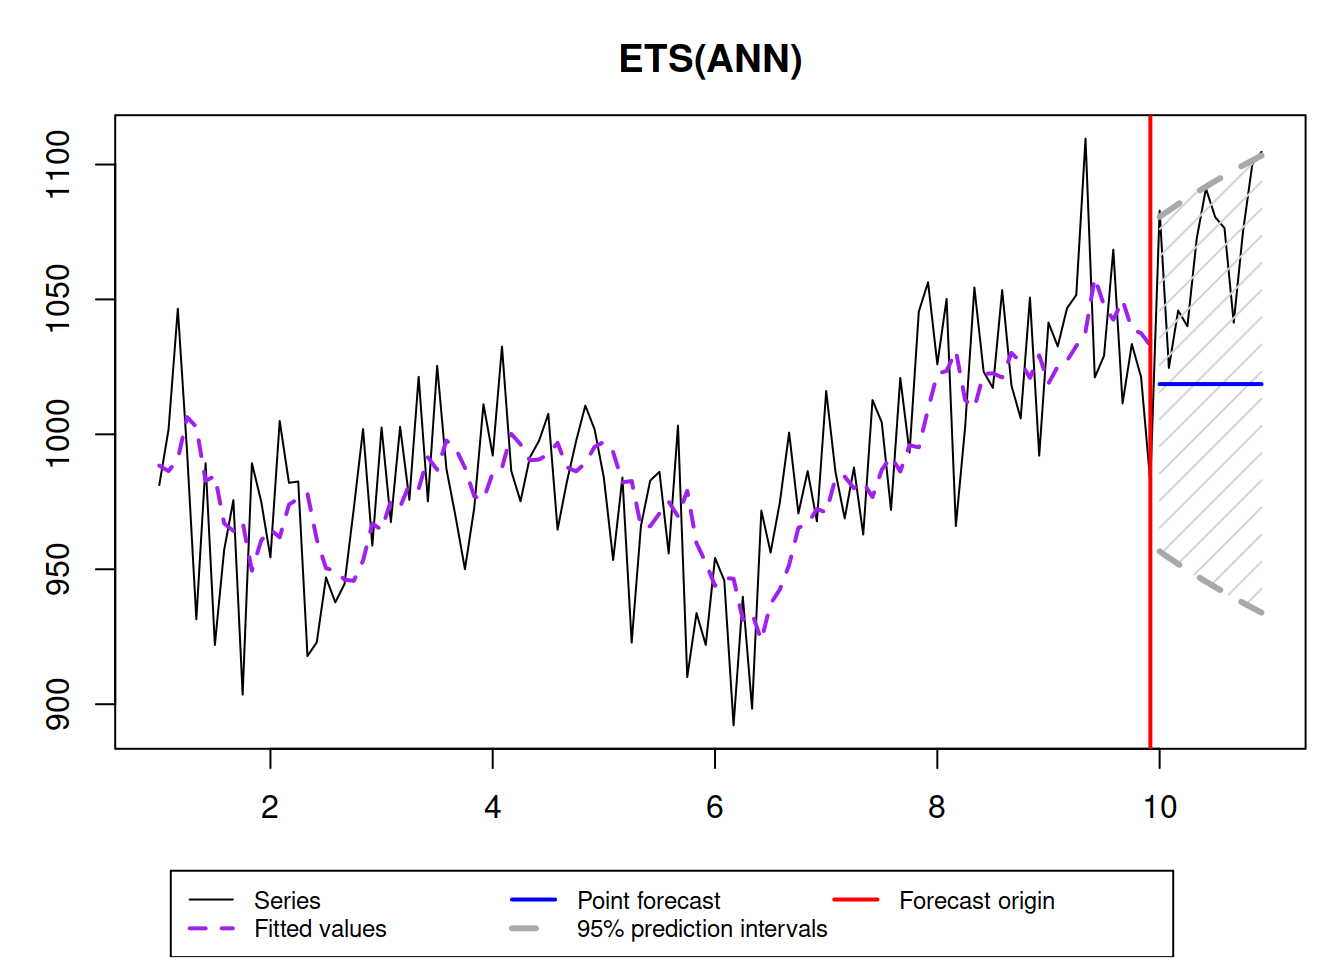 ETS(ANN)
1100
1050
1000
950
900
2 4 6 8 10
Series Point forecast Forecast origin
Fitted values 95% prediction intervals